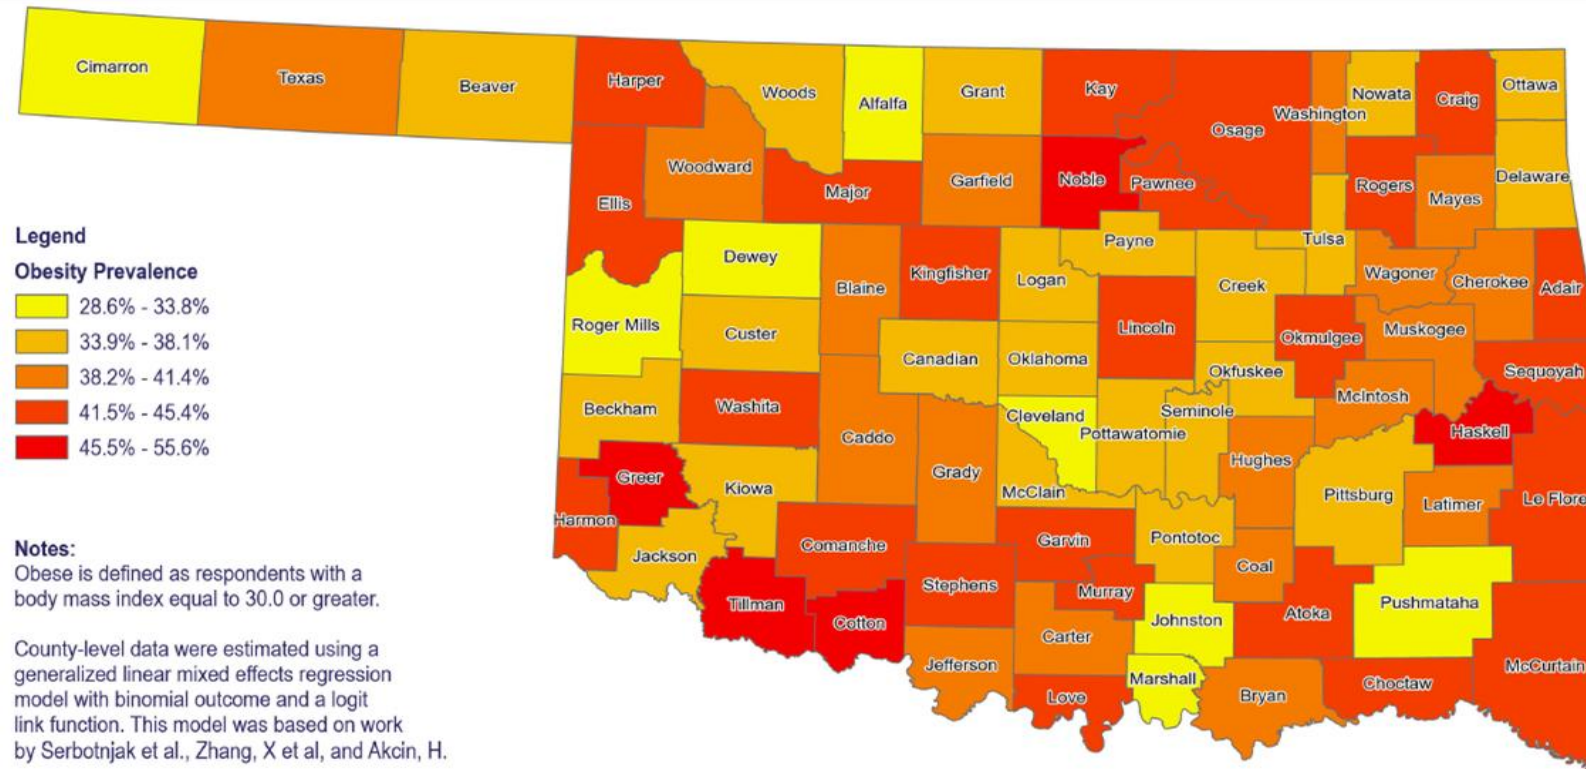 Cimarron
Texas
Beaver
Harper
Woods
Alfalfa
Grant
Kay
Osage
Washington
Nowata
Craig
Ottawa
Ellis
Woodward
Major
Garfield
Noble
Pawnee
Rogers
Mayes
Delaware
Dewey
Blaine
Kingfisher
Logan
Payne
Creek
Tulsa
Wagoner
Cherokee
Adair
Roger Mills
Custer
Canadian
Oklahoma
Lincoln
Okmulgee
Muskogee
Sequoyah
Beckham
Washita
Caddo
Grady
Cleveland
Pottawatomie
Seminole
Okfuskee
McIntosh
Haskell
Greer
Kiowa
McClain
Hughes
Pittsburg
Latimer
Le Flore
Harmon
Jackson
Comanche
Garvin
Pontotoc
Coal
Tillman
Cotton
Stephens
Murray
Johnston
Atoka
Pushmataha
Jefferson
Carter
Love
Marshall
Bryan
Choctaw
McCurtain
Legend
Obesity Prevalence
28.6% - 33.8%
33.9% - 38.1%
38.2% - 41.4%
41.5% - 45.4%
45.5% - 55.6%
Notes:
Obese is defined as respondents with a
body mass index equal to 30.0 or greater.
County-level data were estimated using a
generalized linear mixed effects regression
model with binomial outcome and a logit
link function. This model was based on work
by Serbotnjak et al., Zhang, X et al, and Akcin, H.